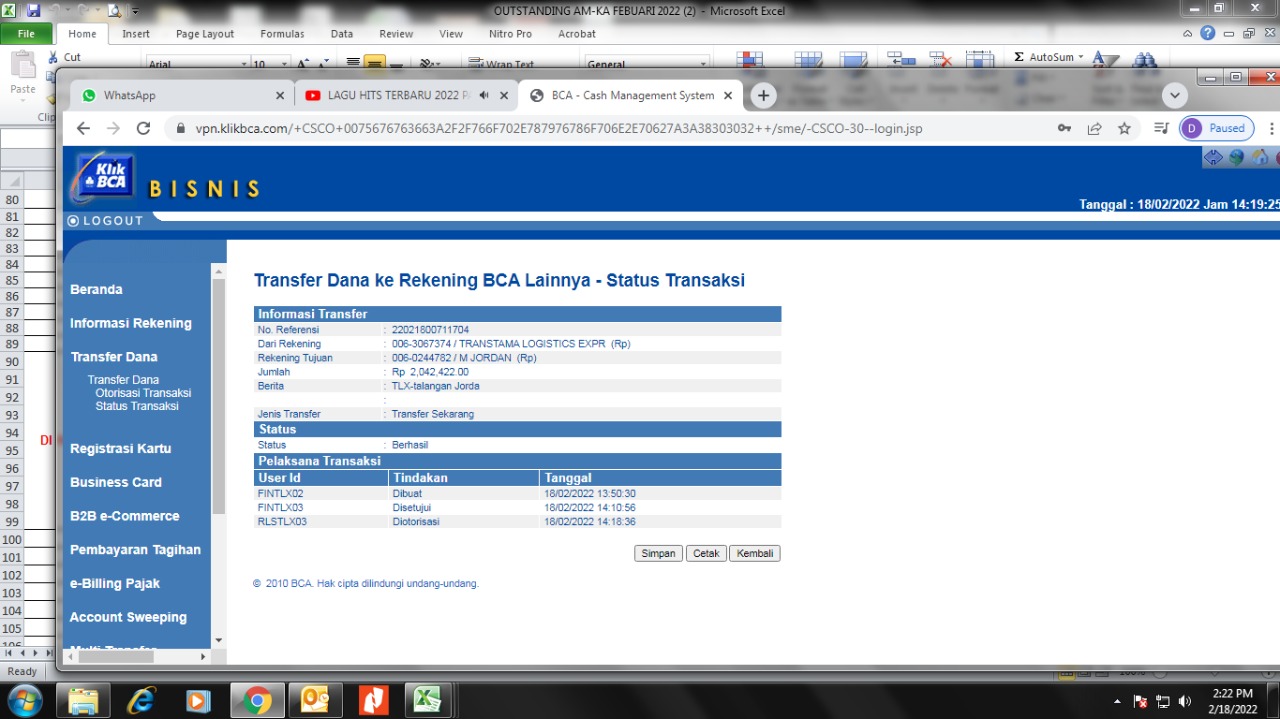 OUTSTANDING AM-KA FEBUARI 2022 (2) - Microsoft Excel
File Home Insert Page Layout Formulas Data Review View Nitro Pro Acrobat
Cut Arial 10 Wrap Text General Σ AutoSum
Paste
WhatsApp
LAGU HITS TERBARU 2022
BCA - Cash Management System
vpn.klikbca.com/+CSCO+0075676763663A2F2F766F702E787976786F706E2E70627A3A38303032++/sme/-CSCO-30--login.jsp
D Paused
Klik BCA
BISNIS
Tanggal : 18/02/2022 Jam 14:19:25
LOGOUT
80
81
82
83
84
85
86
87
88
89
90
91
92
93
94
95
96
97
98
99
100
101
102
103
104
105
106
DI
Beranda
Informasi Rekening
Transfer Dana
Transfer Dana
Otorisasi Transaksi
Status Transaksi
Registrasi Kartu
Business Card
B2B e-Commerce
Pembayaran Tagihan
e-Billing Pajak
Account Sweeping
Multi Transfer
Transfer Dana ke Rekening BCA Lainnya - Status Transaksi
Informasi Transfer
No. Referensi : 22021800711704
Dari Rekening : 006-3067374 / TRANSTAMA LOGISTICS EXPR (Rp)
Rekening Tujuan : 006-0244782 / M JORDAN (Rp)
Jumlah : Rp 2,042,422.00
Berita : TLX-talangan Jorda
:
Jenis Transfer : Transfer Sekarang
Status
Status : Berhasil
Pelaksana Transaksi
User Id Tindakan Tanggal
FINTLX02 Dibuat 18/02/2022 13:50:30
FINTLX03 Disetujui 18/02/2022 14:10:56
RLSTLX03 Diotorisasi 18/02/2022 14:18:36
Simpan Cetak Kembali
© 2010 BCA. Hak cipta dilindungi undang-undang.
Ready
2:22 PM
2/18/2022